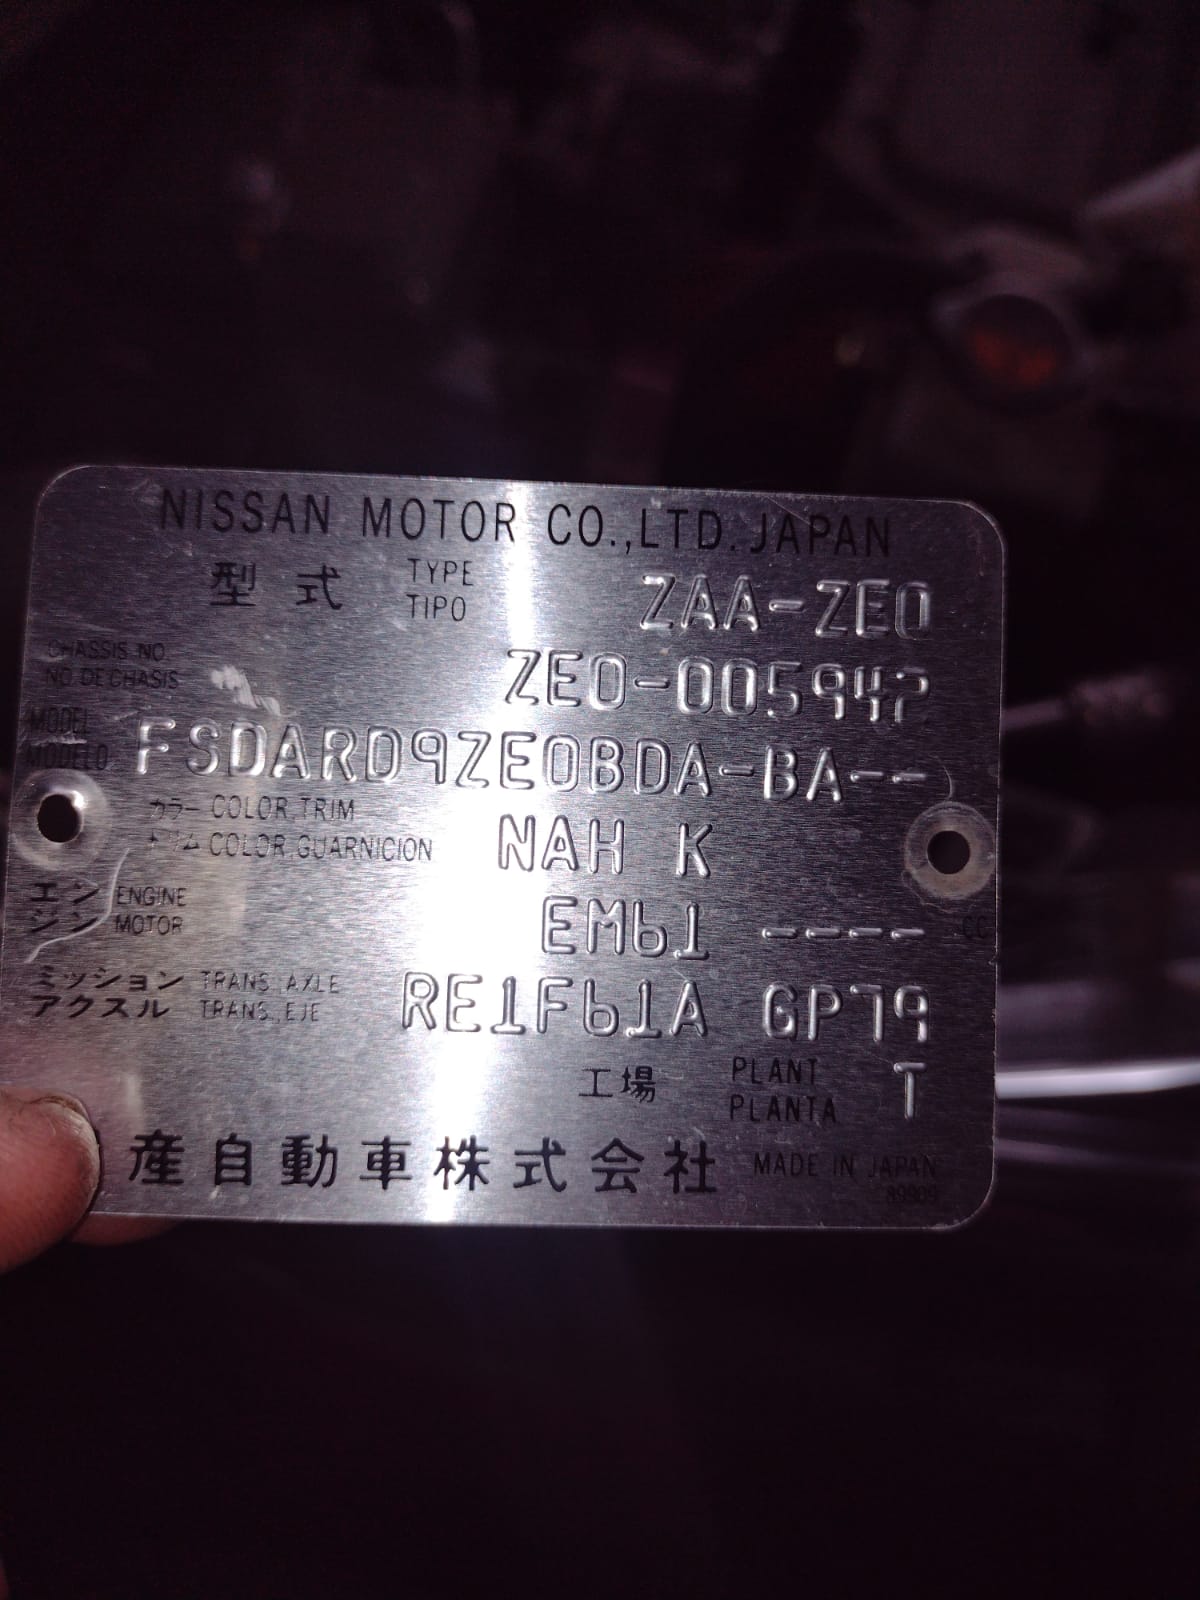 NISSAN MOTOR CO.,LTD. JAPAN
型式 TYPE TIPO ZAA-ZE0
CHASSIS NO. NO. DE CHASIS ZE0-005942
MODEL MODELO FSDARD9ZE0BDA-BA--
カラー トリム COLOR,TRIM COLOR,GUARNICION NAH K
エンジン ENGINE MOTOR EM61 ---- CC
ミッション アクスル TRANS.,AXLE TRANS.,EJE RE1F61A GP79
工場 PLANT PLANTA T
産自動車株式会社 MADE IN JAPAN
89909